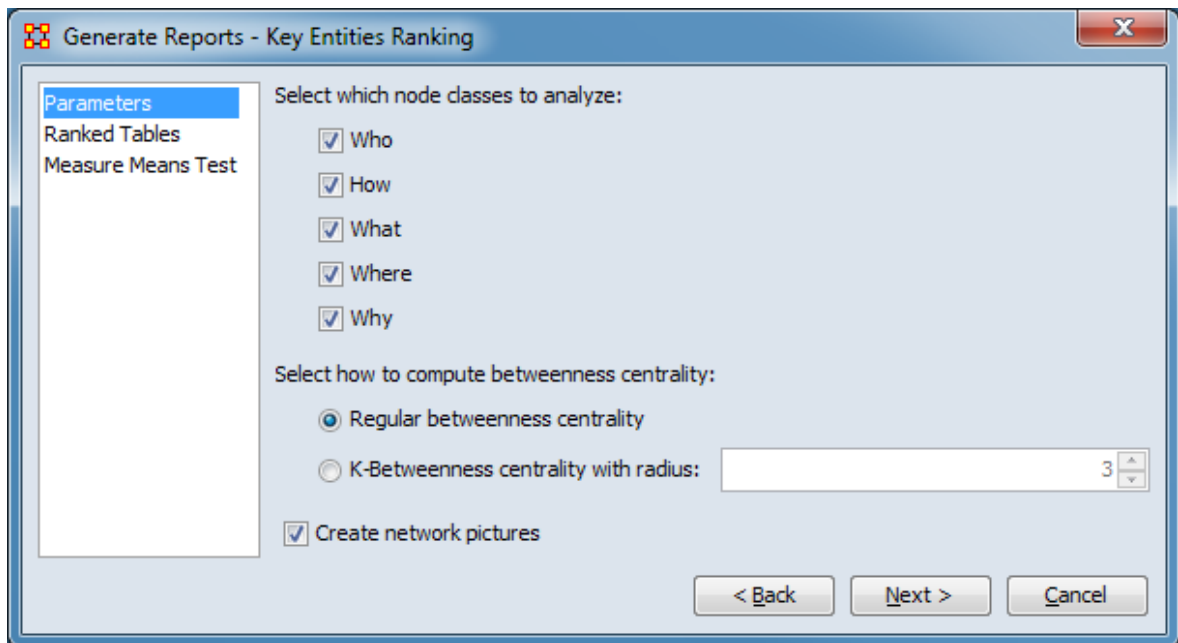 Generate Reports - Key Entities Ranking
Parameters
Ranked Tables
Measure Means Test
Select which node classes to analyze:
Who
How
What
Where
Why
Select how to compute betweenness centrality:
Regular betweenness centrality
K-Betweenness centrality with radius: 3
Create network pictures
< Back Next > Cancel